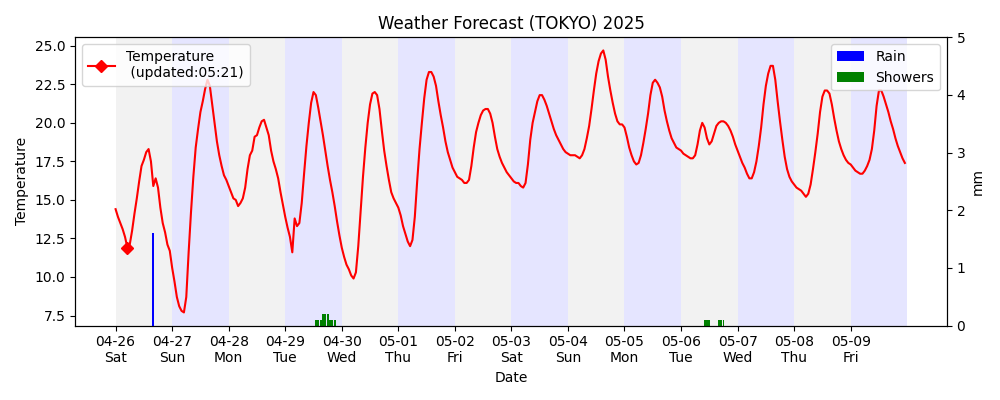 Weather Forecast (TOKYO) 2025
Temperature
(updated:05:21)
Rain
Showers
Temperature
25.0
22.5
20.0
17.5
15.0
12.5
10.0
7.5
5
4
3
2
1
0
mm
04-26 04-27 04-28 04-29 04-30 05-01 05-02 05-03 05-04 05-05 05-06 05-07 05-08 05-09
Sat Sun Mon Tue Wed Thu Fri Sat Sun Mon Tue Wed Thu Fri
Date